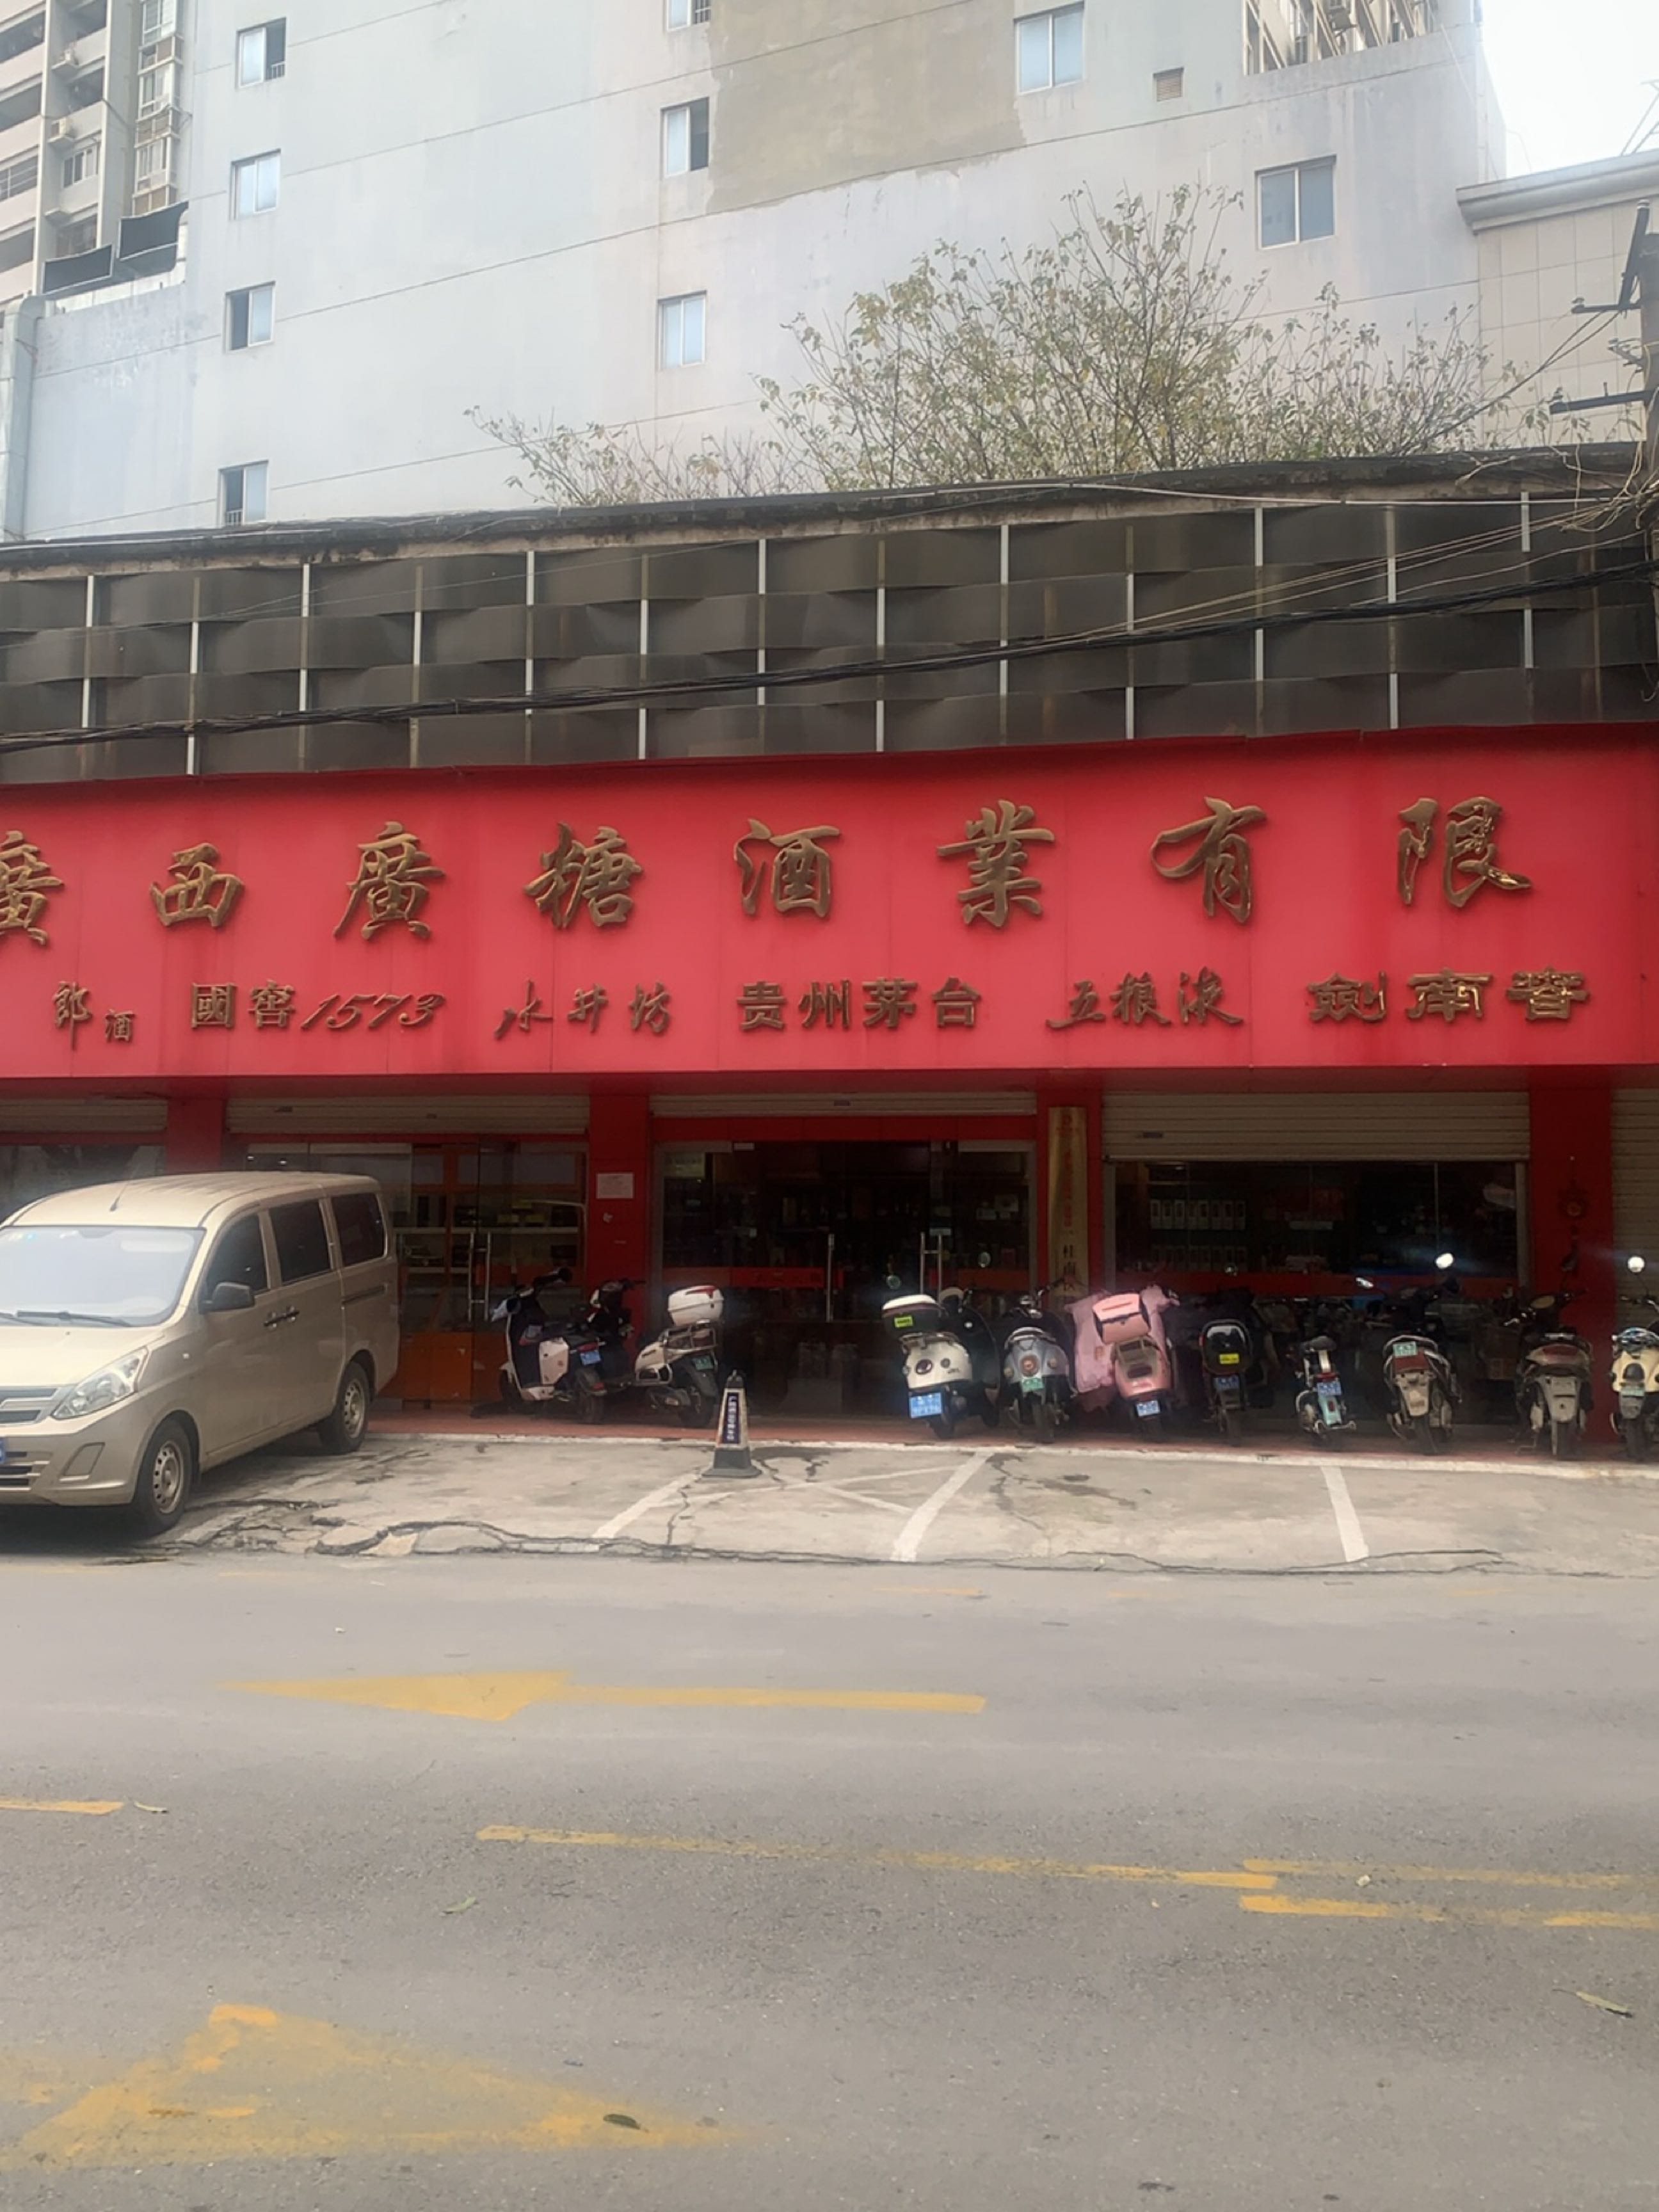 廣西廣糖酒業有限
郎酒 國窖1573 水井坊 贵州茅台 五粮液 劍南春